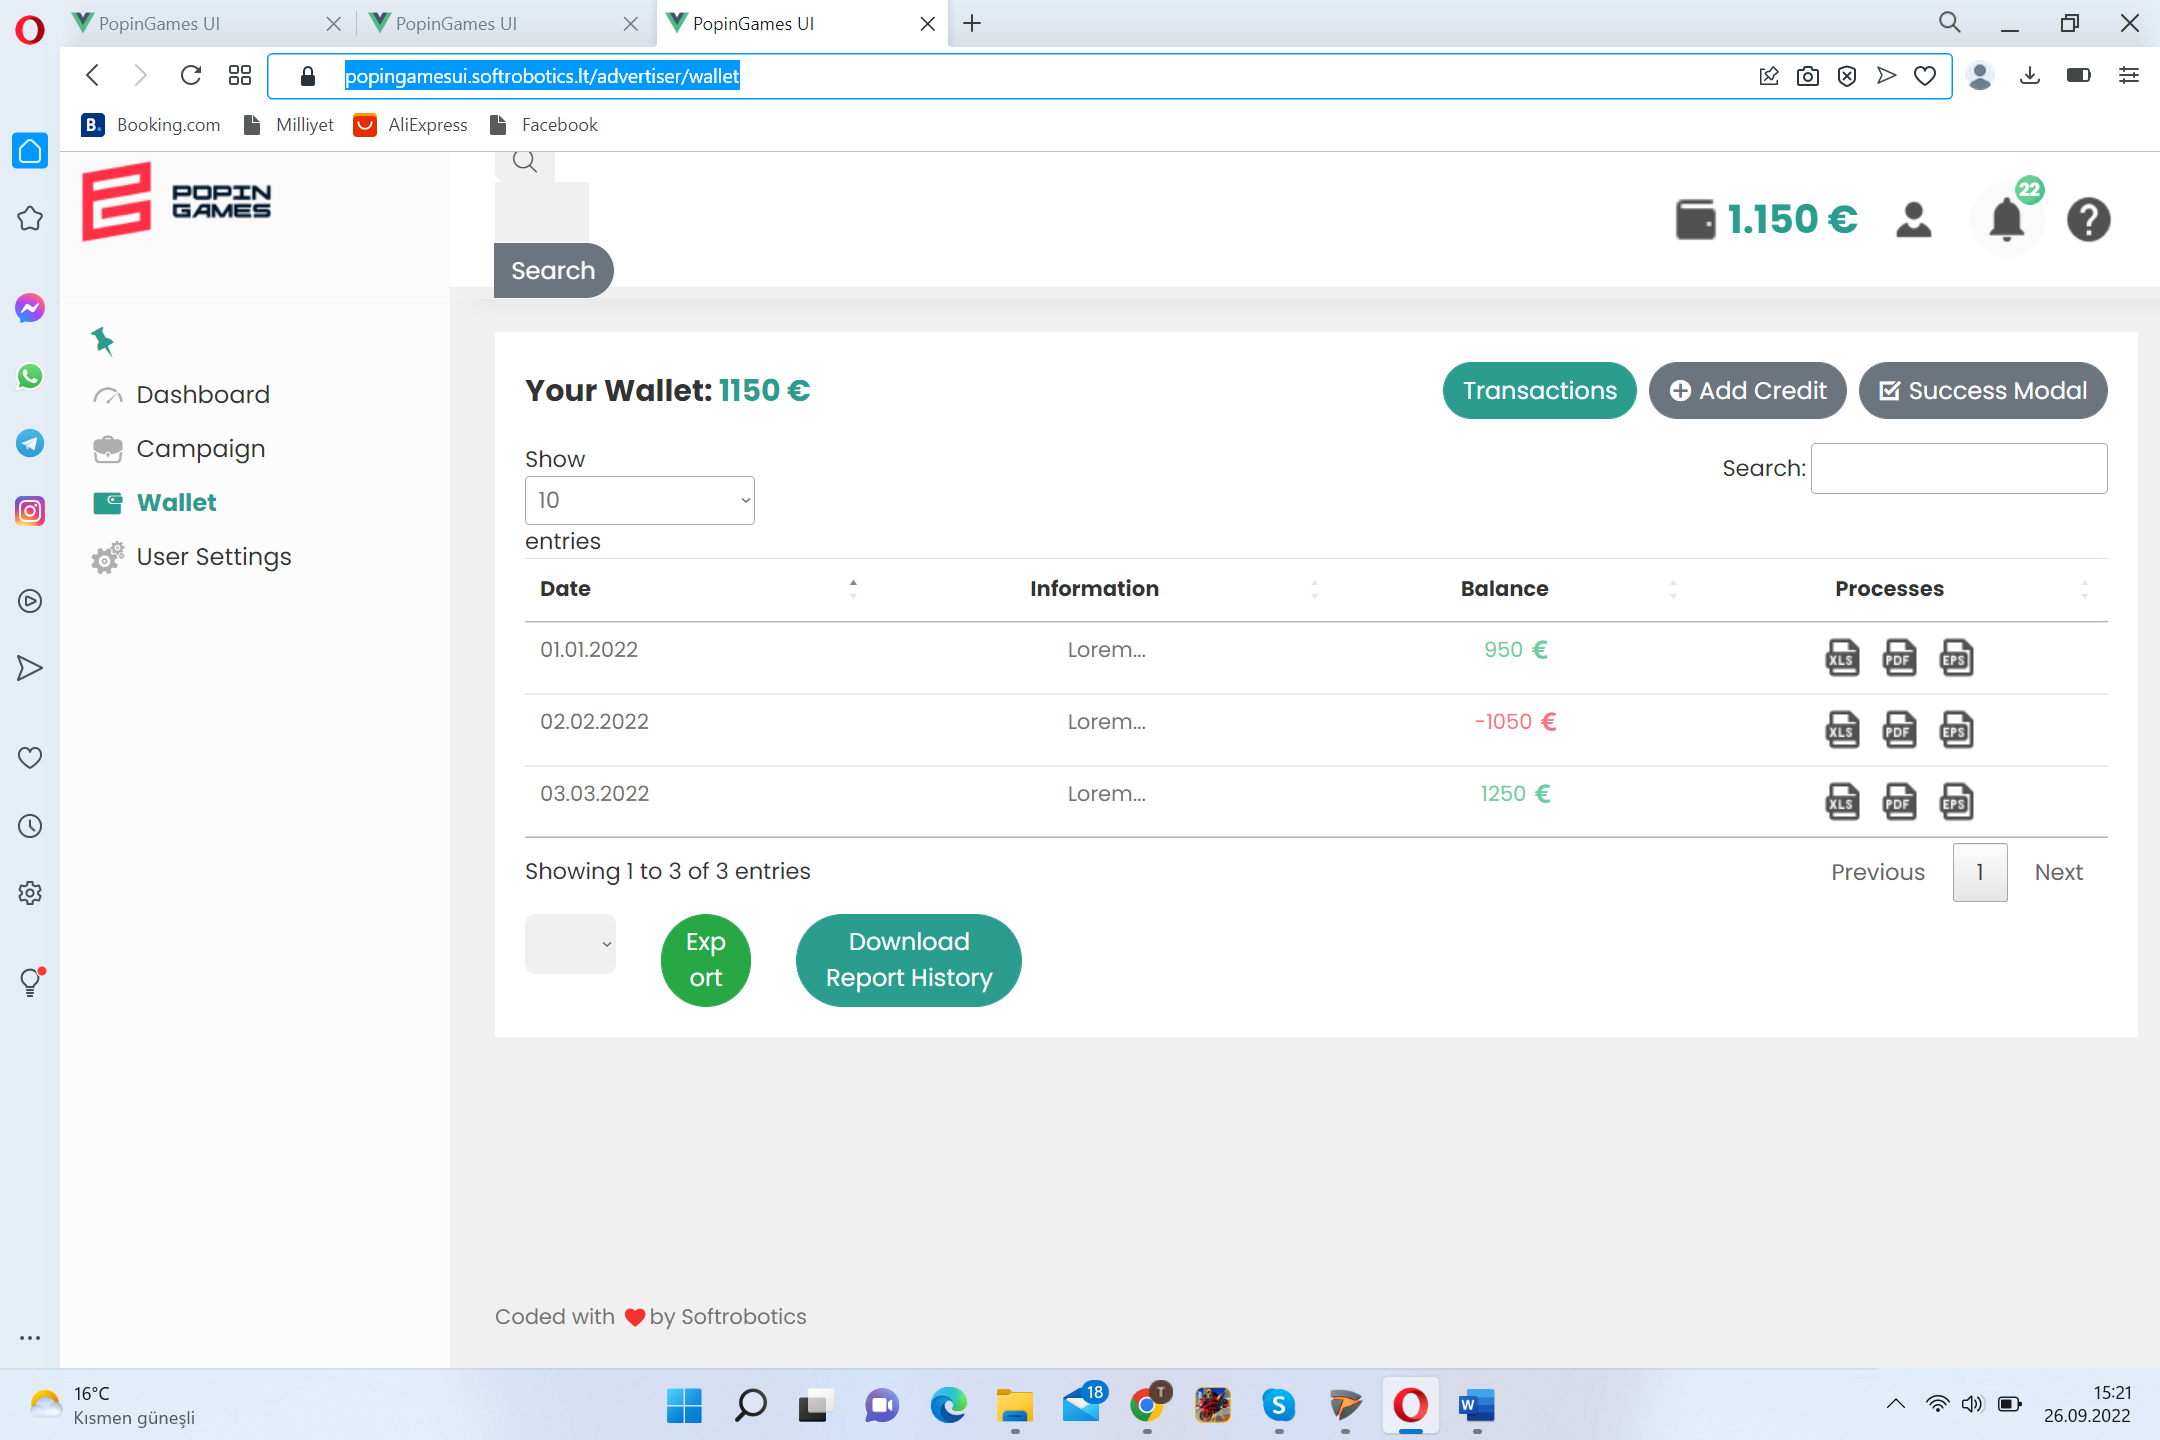 PopinGames UI
PopinGames UI
PopinGames UI
popingamesui.softrobotics.lt/advertiser/wallet
B. Booking.com
Milliyet
AliExpress
Facebook
POPIN
GAMES
1.150 €
22
Search
Dashboard
Campaign
Wallet
User Settings
Your Wallet: 1150 €
Transactions
Add Credit
Success Modal
Show
10
entries
Search:
Date Information Balance Processes
01.01.2022 Lorem... 950 € XLS PDF EPS
02.02.2022 Lorem... -1050 € XLS PDF EPS
03.03.2022 Lorem... 1250 € XLS PDF EPS
Showing 1 to 3 of 3 entries
Previous 1 Next
Exp
ort
Download
Report History
Coded with by Softrobotics
16°C
Kısmen güneşli
18
T
S
W
15:21
26.09.2022